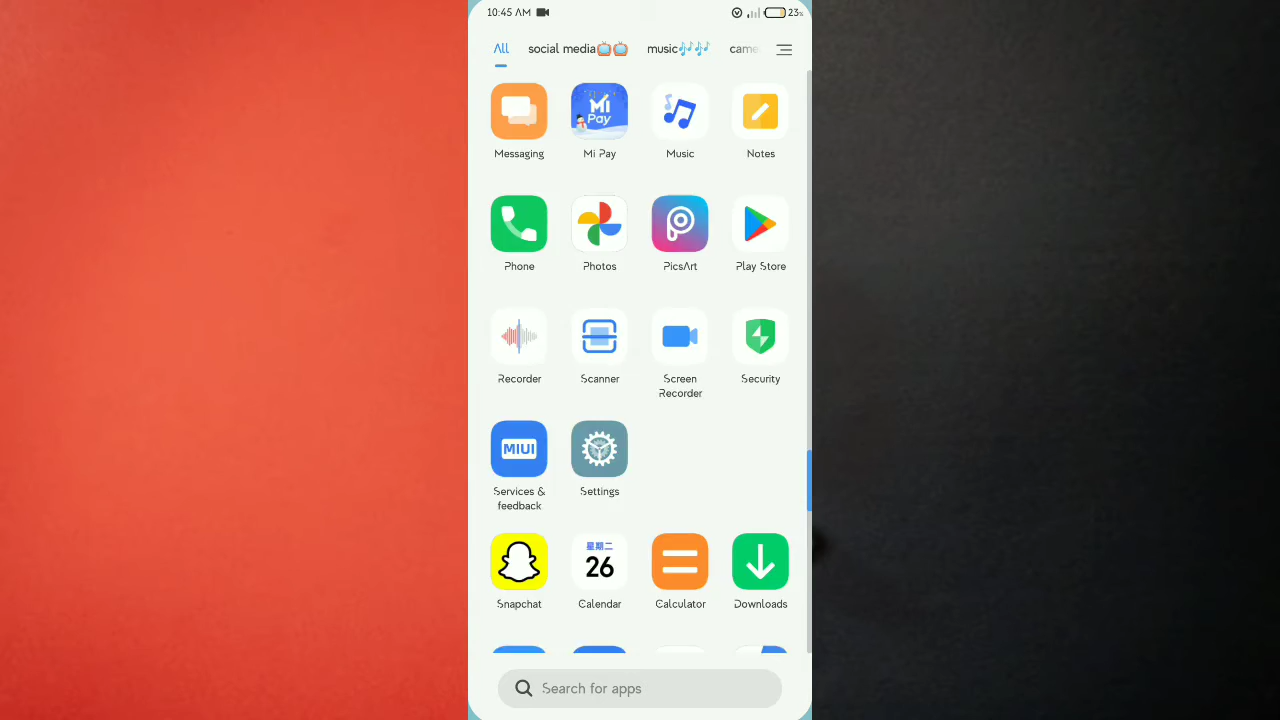 10:45 AM 23%
All social media📺📺 music🎶🎶 came
Mi Pay
Messaging Mi Pay Music Notes
Phone Photos PicsArt Play Store
Recorder Scanner Screen Recorder Security
MIUI
Services & feedback Settings
星期二
26
Snapchat Calendar Calculator Downloads
Search for apps